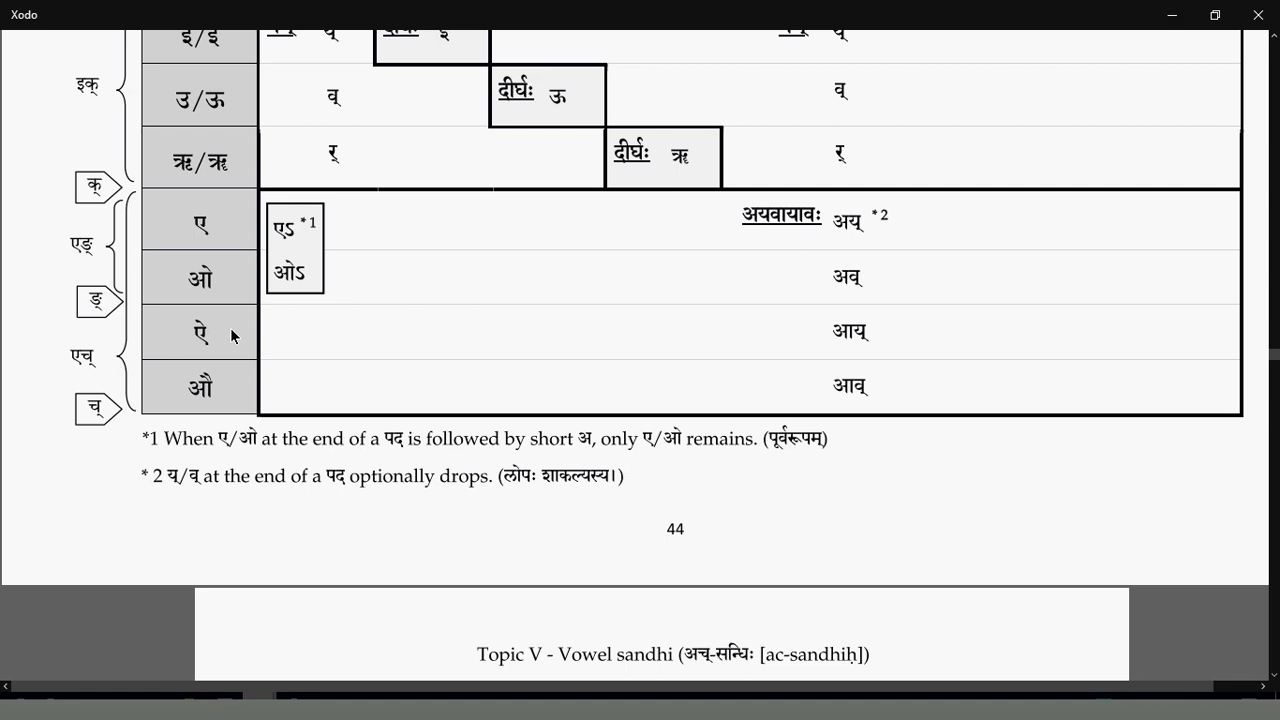 Xodo
इ/ई
इक्
उ/ऊ व् दीर्घः ऊ व्
ऋ/ॠ र् दीर्घः ॠ र्
क्
ए एऽ *1 अयवायावः अय् *2
एङ्
ओ ओऽ अव्
ङ्
ऐ आय्
एच्
औ आव्
च्
*1 When ए/ओ at the end of a पद is followed by short अ, only ए/ओ remains. (पूर्वरूपम्)
* 2 य्/व् at the end of a पद optionally drops. (लोपः शाकल्यस्य।)
44
Topic V - Vowel sandhi (अच्-सन्धिः [ac-sandhiḥ])